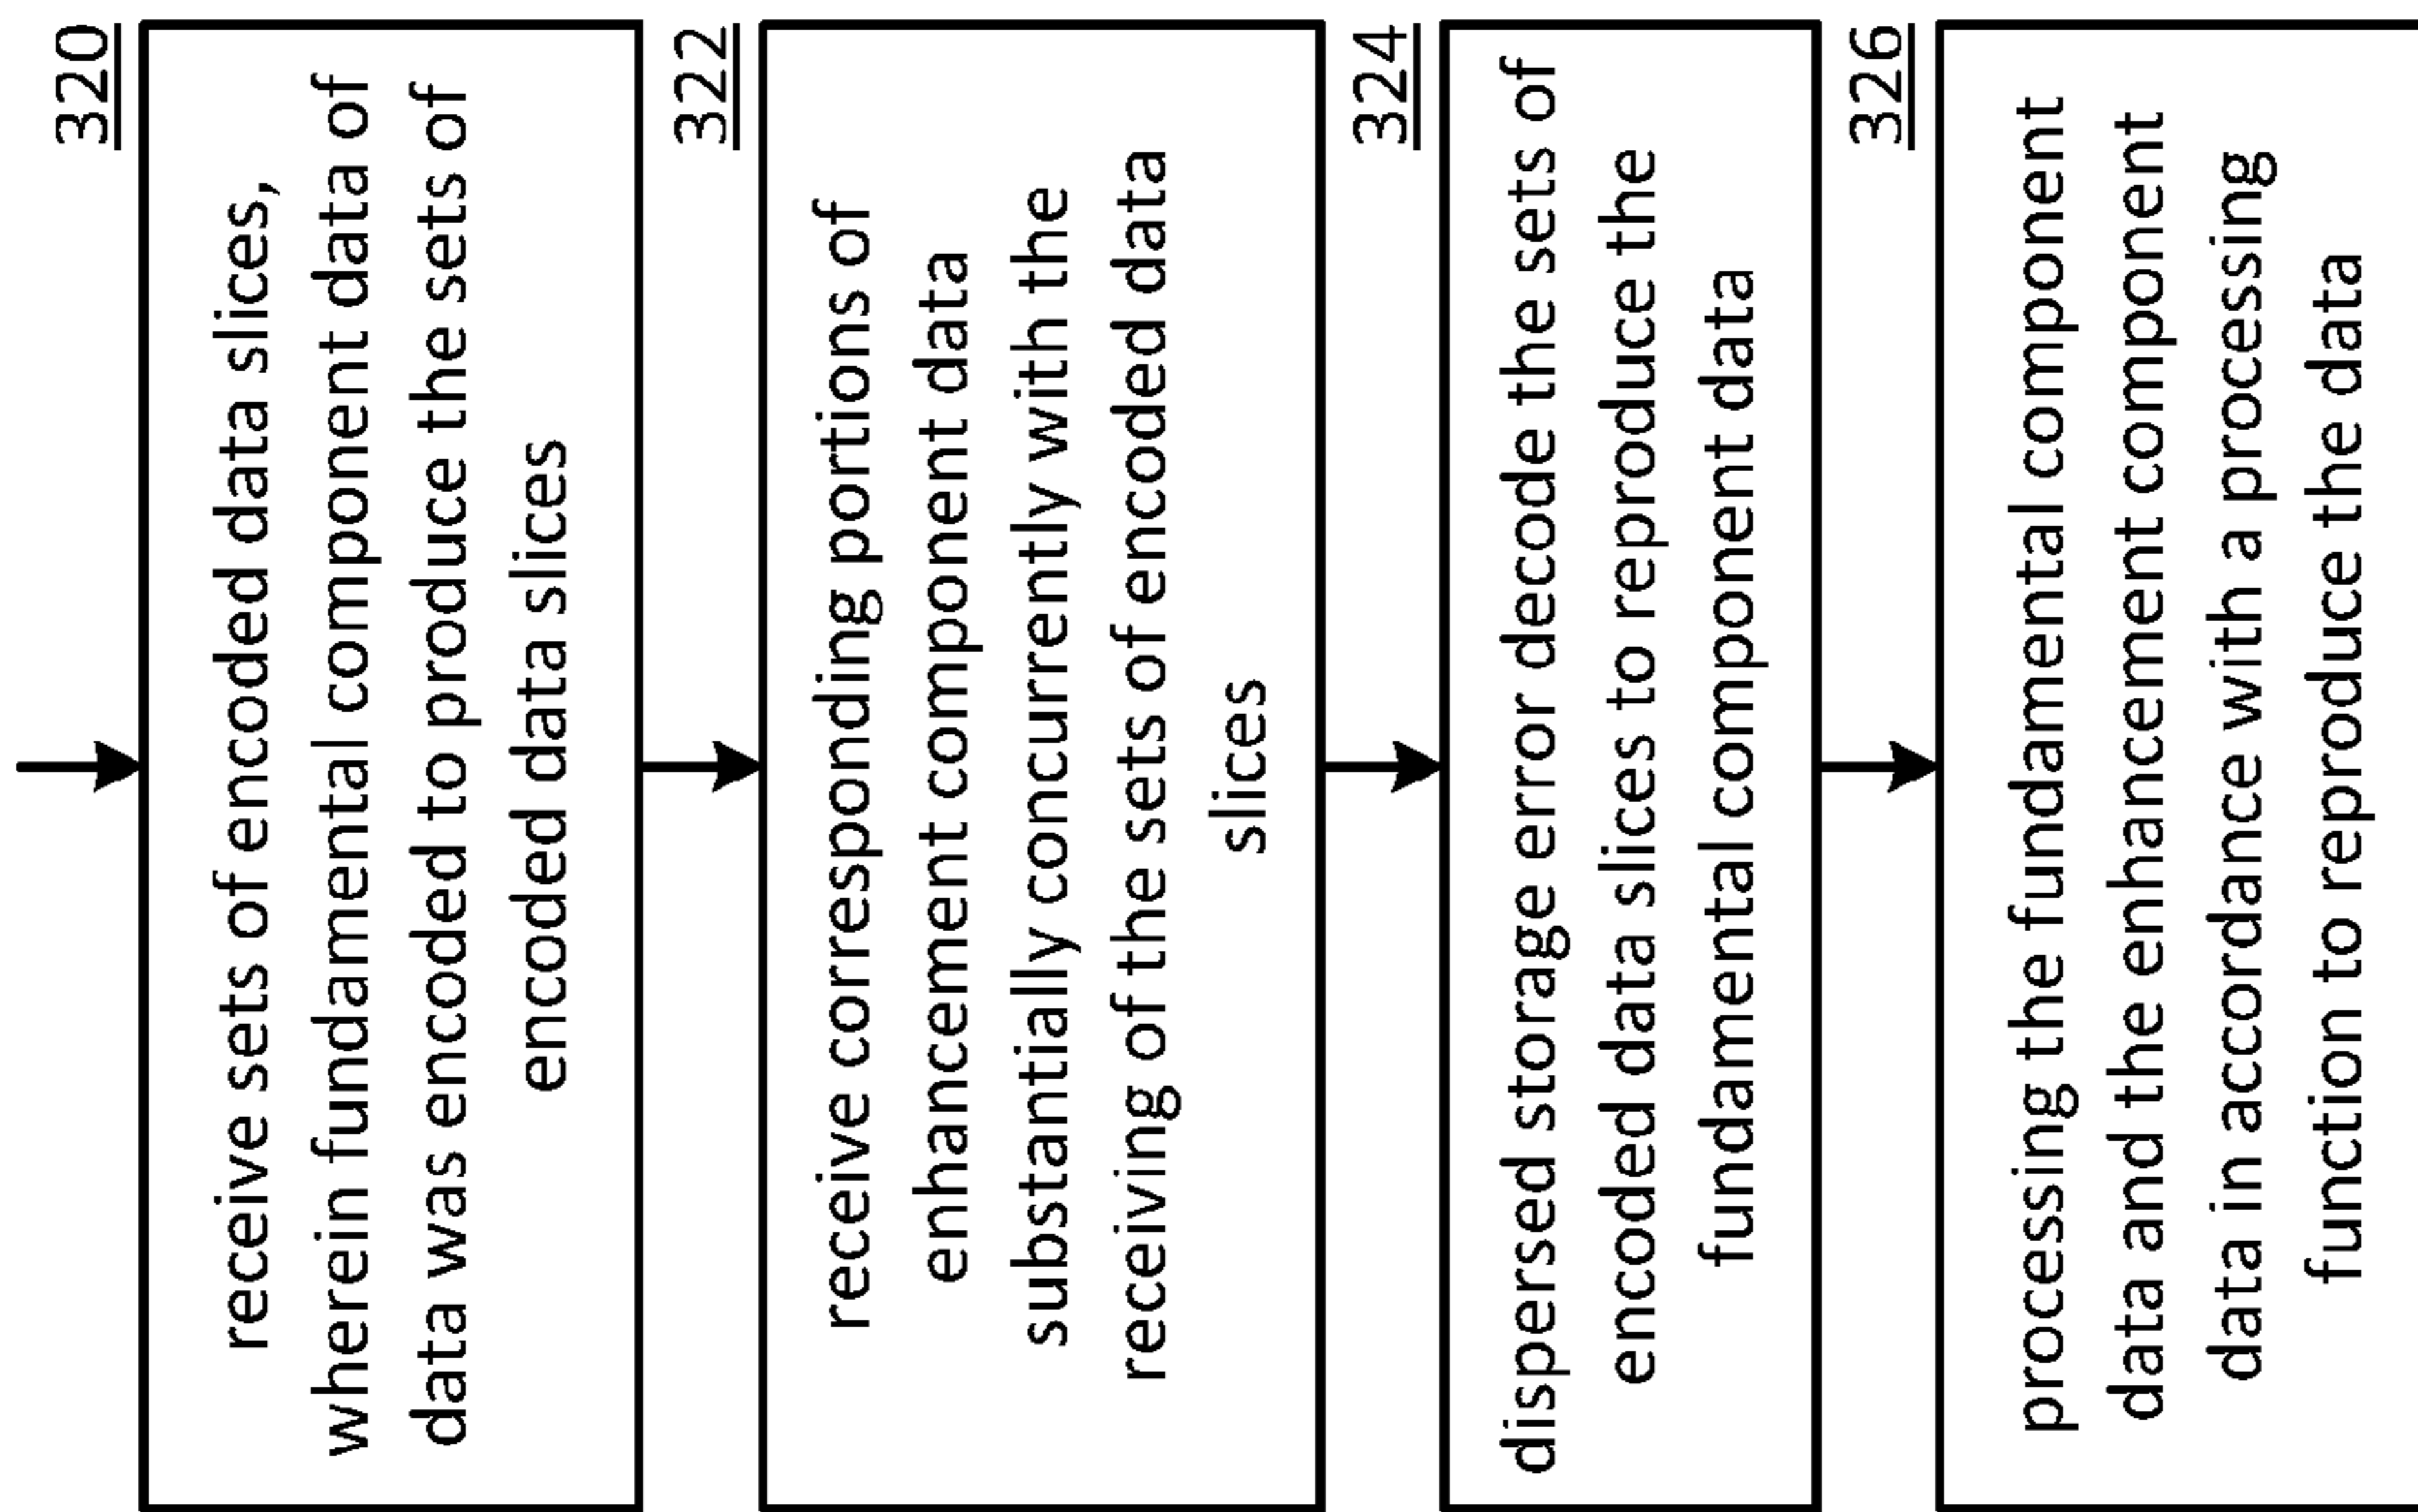 320
receive sets of encoded data slices,
wherein fundamental component data of
data was encoded to produce the sets of
encoded data slices
322
receive corresponding portions of
enhancement component data
substantially concurrently with the
receiving of the sets of encoded data
slices
324
dispersed storage error decode the sets of
encoded data slices to reproduce the
fundamental component data
326
processing the fundamental component
data and the enhancement component
data in accordance with a processing
function to reproduce the data